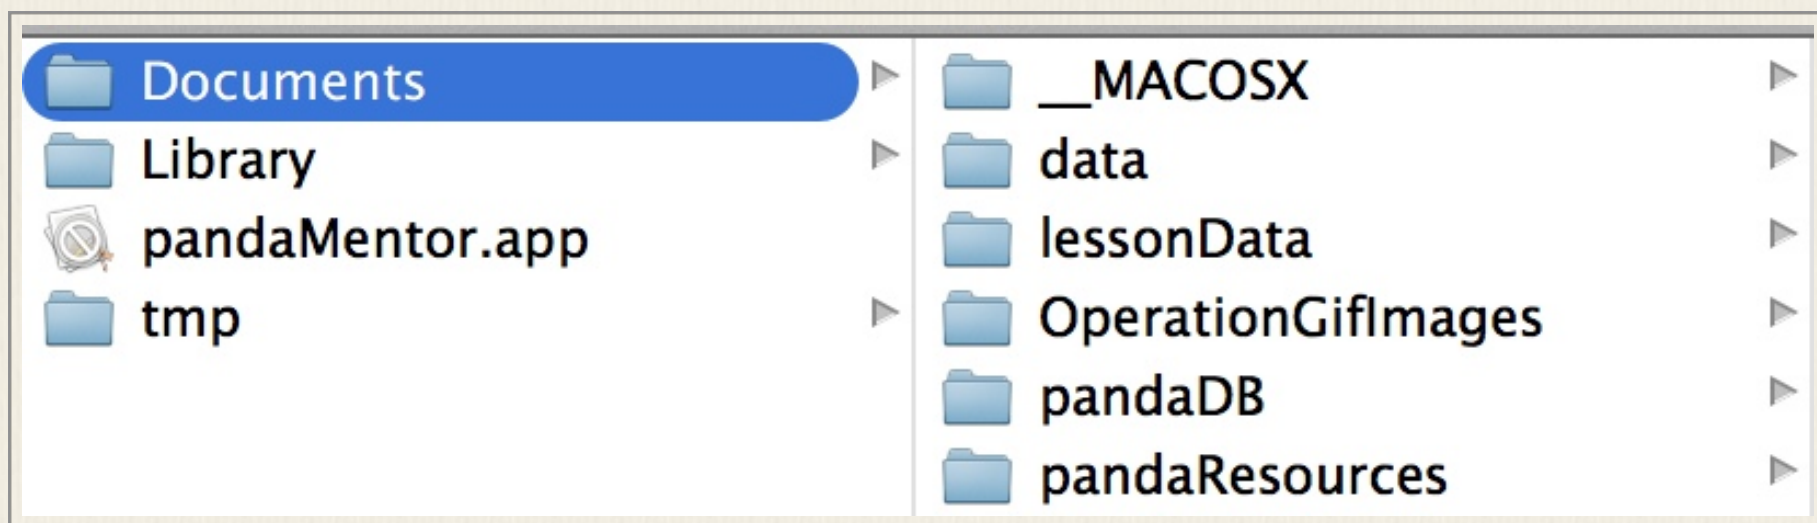 Documents
Library
pandaMentor.app
tmp
__MACOSX
data
lessonData
OperationGifImages
pandaDB
pandaResources